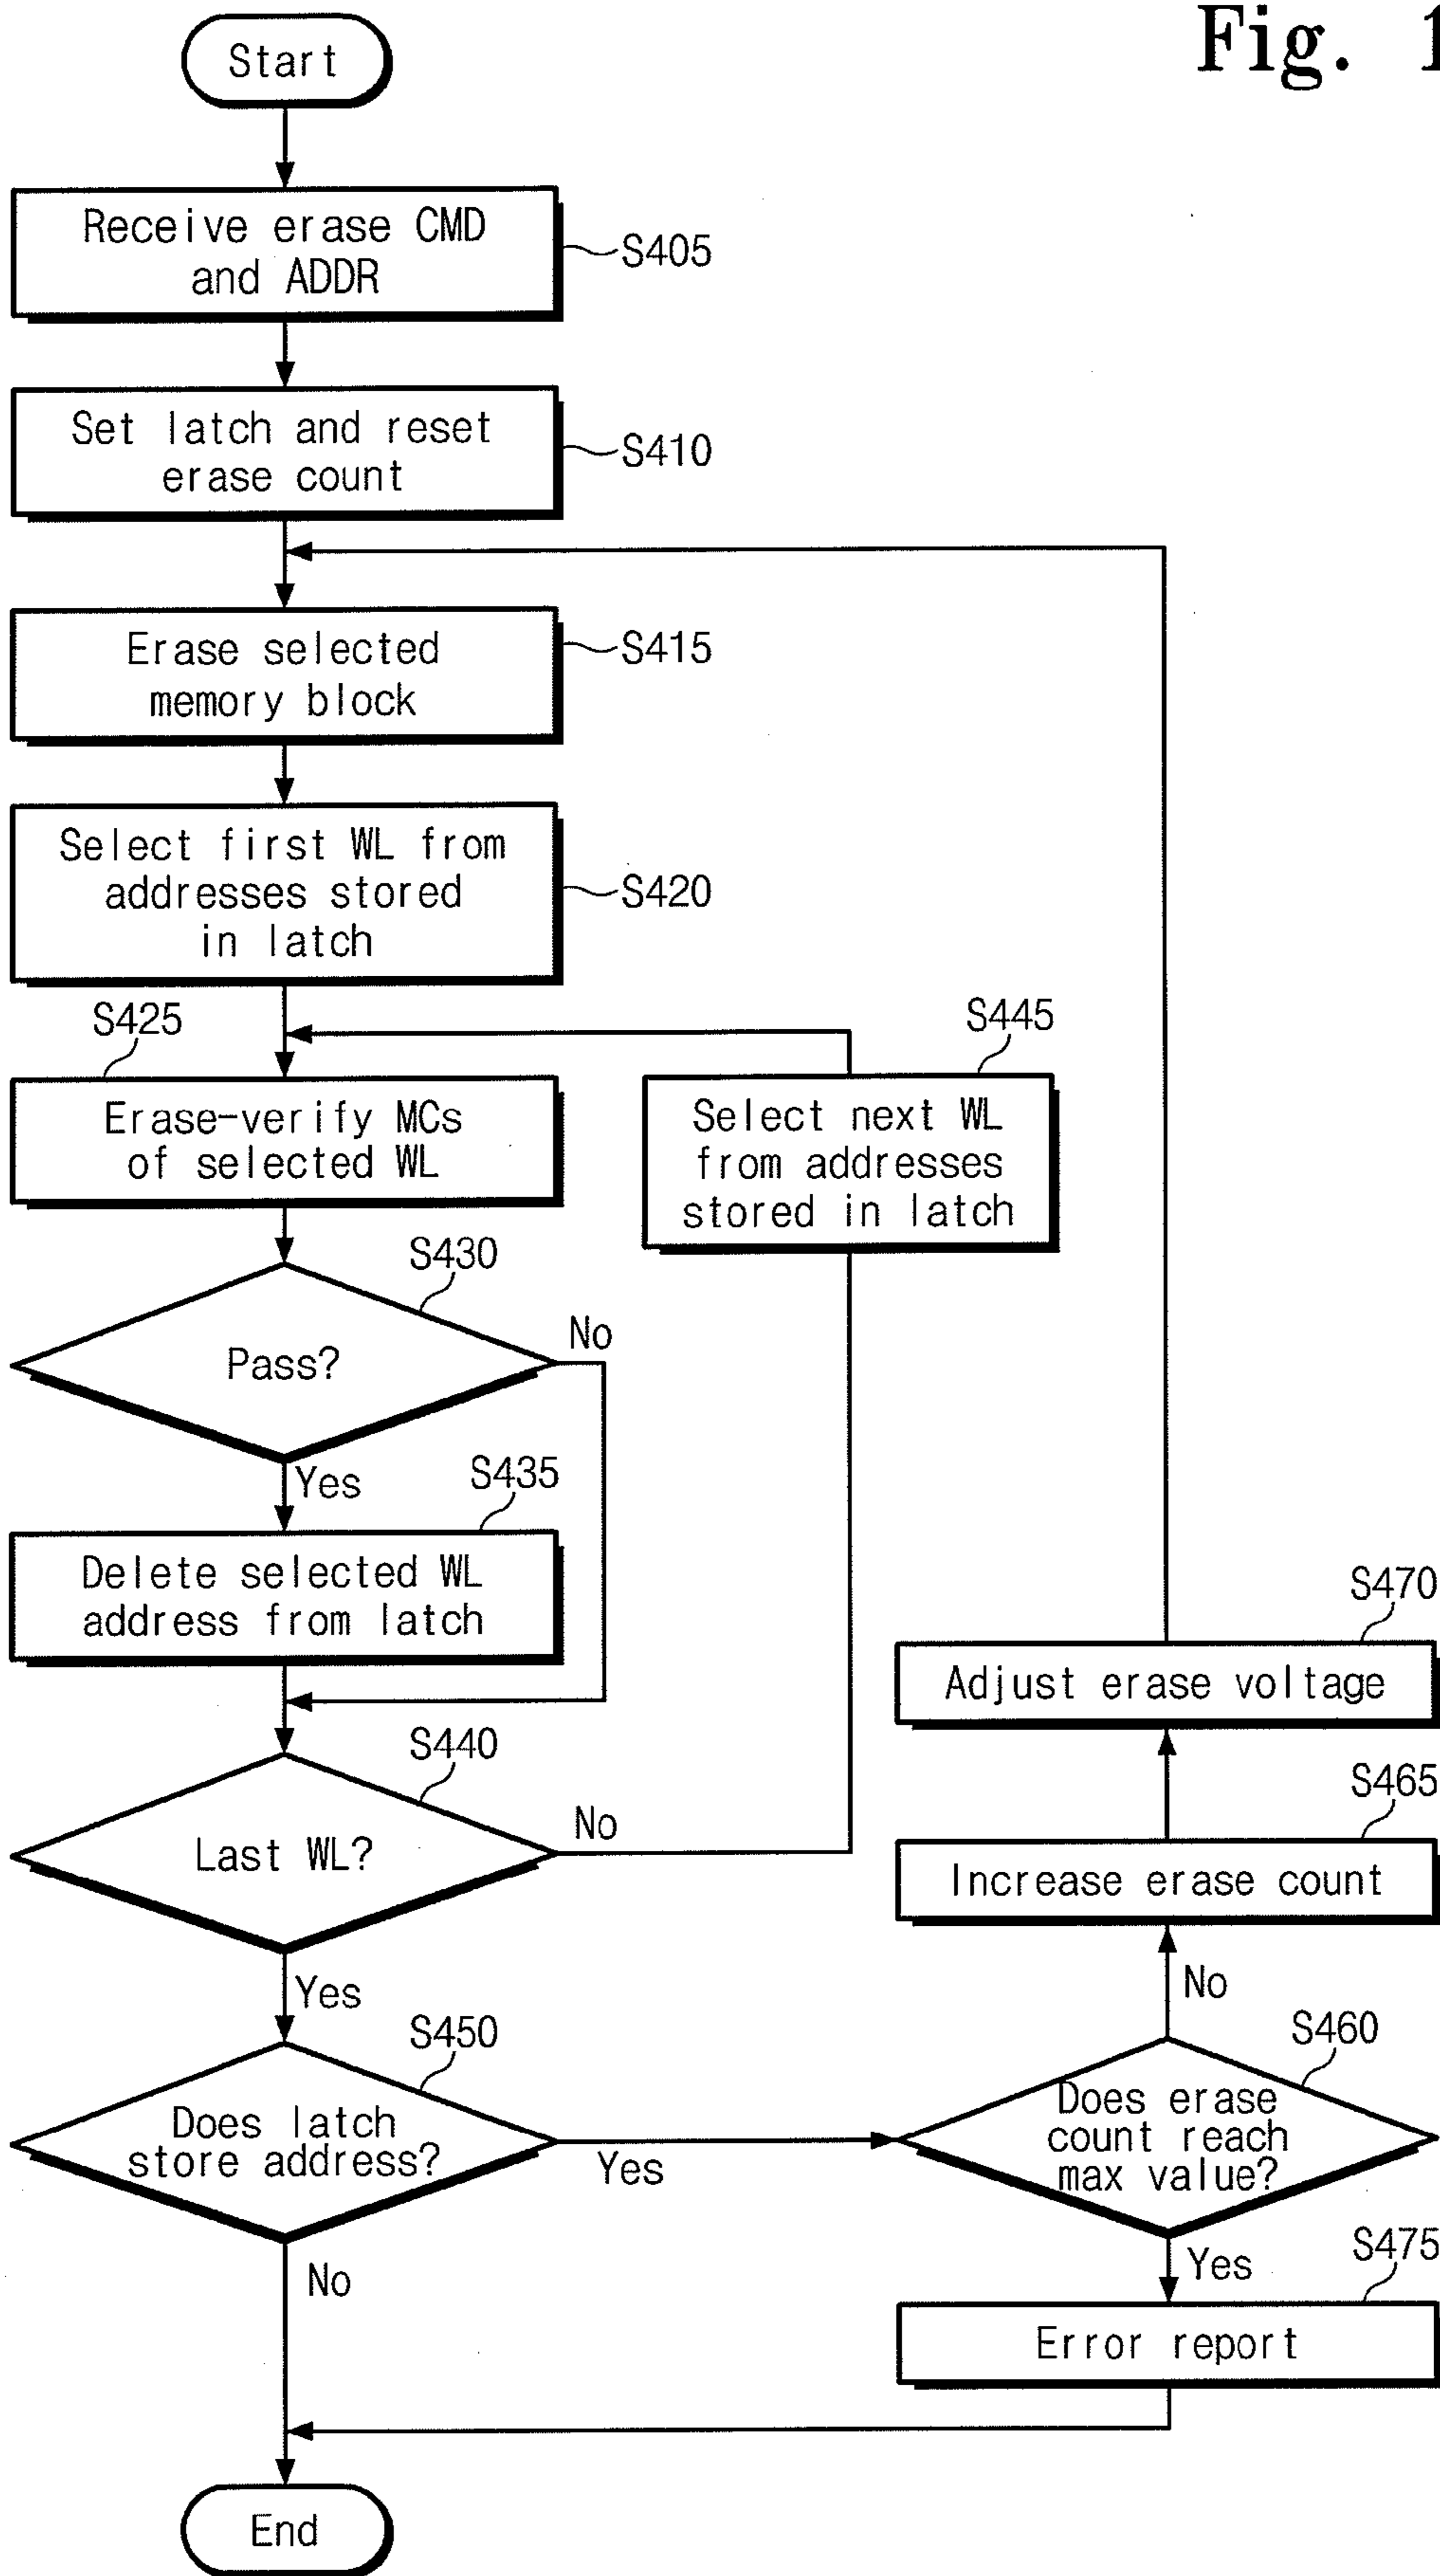 Fig. 1
Start
Receive erase CMD
and ADDR
S405
Set latch and reset
erase count
S410
Erase selected
memory block
S415
Select first WL from
addresses stored
in latch
S420
S425
Erase-verify MCs
of selected WL
S445
Select next WL
from addresses
stored in latch
S430
Pass?
No
Yes
S435
Delete selected WL
address from latch
S440
Last WL?
No
Yes
S450
Does latch
store address?
Yes
No
S470
Adjust erase voltage
S465
Increase erase count
No
S460
Does erase
count reach
max value?
Yes
S475
Error report
End